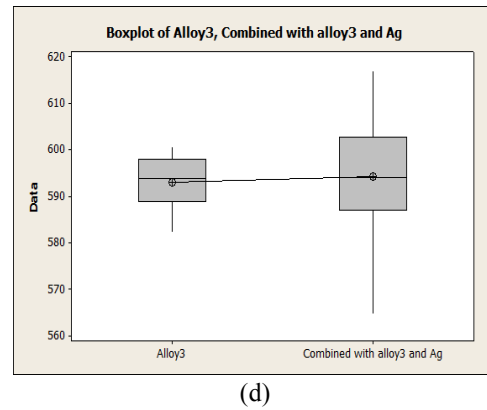 Boxplot of Alloy3, Combined with alloy3 and Ag
620
610
600
590
580
570
560
Data
Alloy3
Combined with alloy3 and Ag
(d)